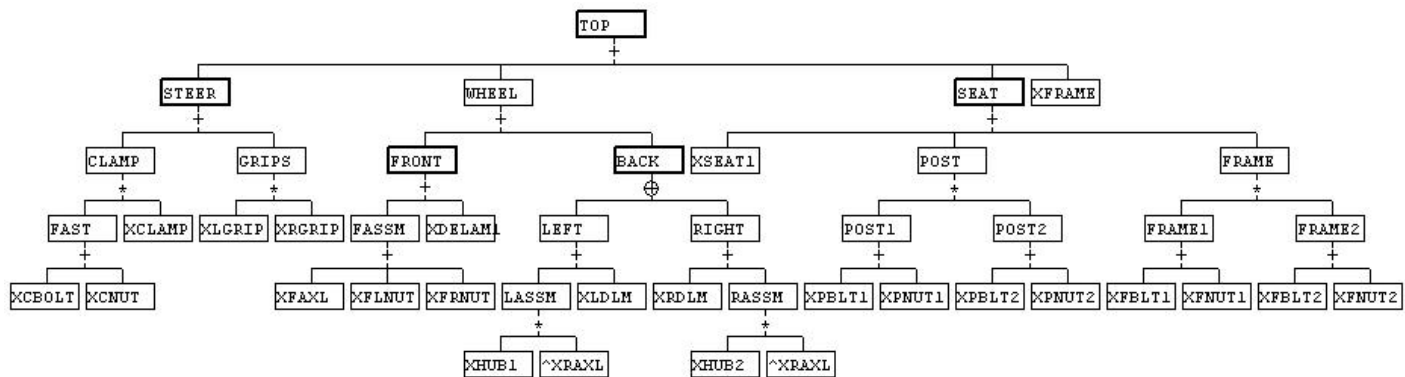 TOP
+
STEER WHEEL SEAT XFRAME
+ + +
CLAMP GRIPS FRONT BACK XSEAT1 POST FRAME
* * + + * *
FAST XCLAMP XLGRIP XRGRIP FASSM XDELAM1 LEFT RIGHT POST1 POST2 FRAME1 FRAME2
+ + + + + + + +
XCBOLT XCNUT XFAXL XFLNUT XFRNUT LASSM XLDLM XRDLM RASSM XPBLT1 XPNUT1 XPBLT2 XPNUT2 XFBLT1 XFNUT1 XFBLT2 XFNUT2
* *
XHUB1 ^XRAXL XHUB2 ^XRAXL